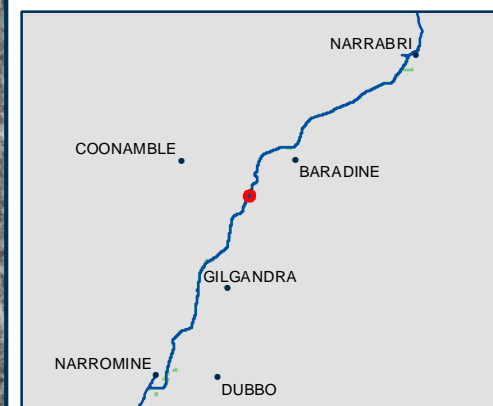 NARRABRI
COONAMBLE
BARADINE
GILGANDRA
NARROMINE
DUBBO